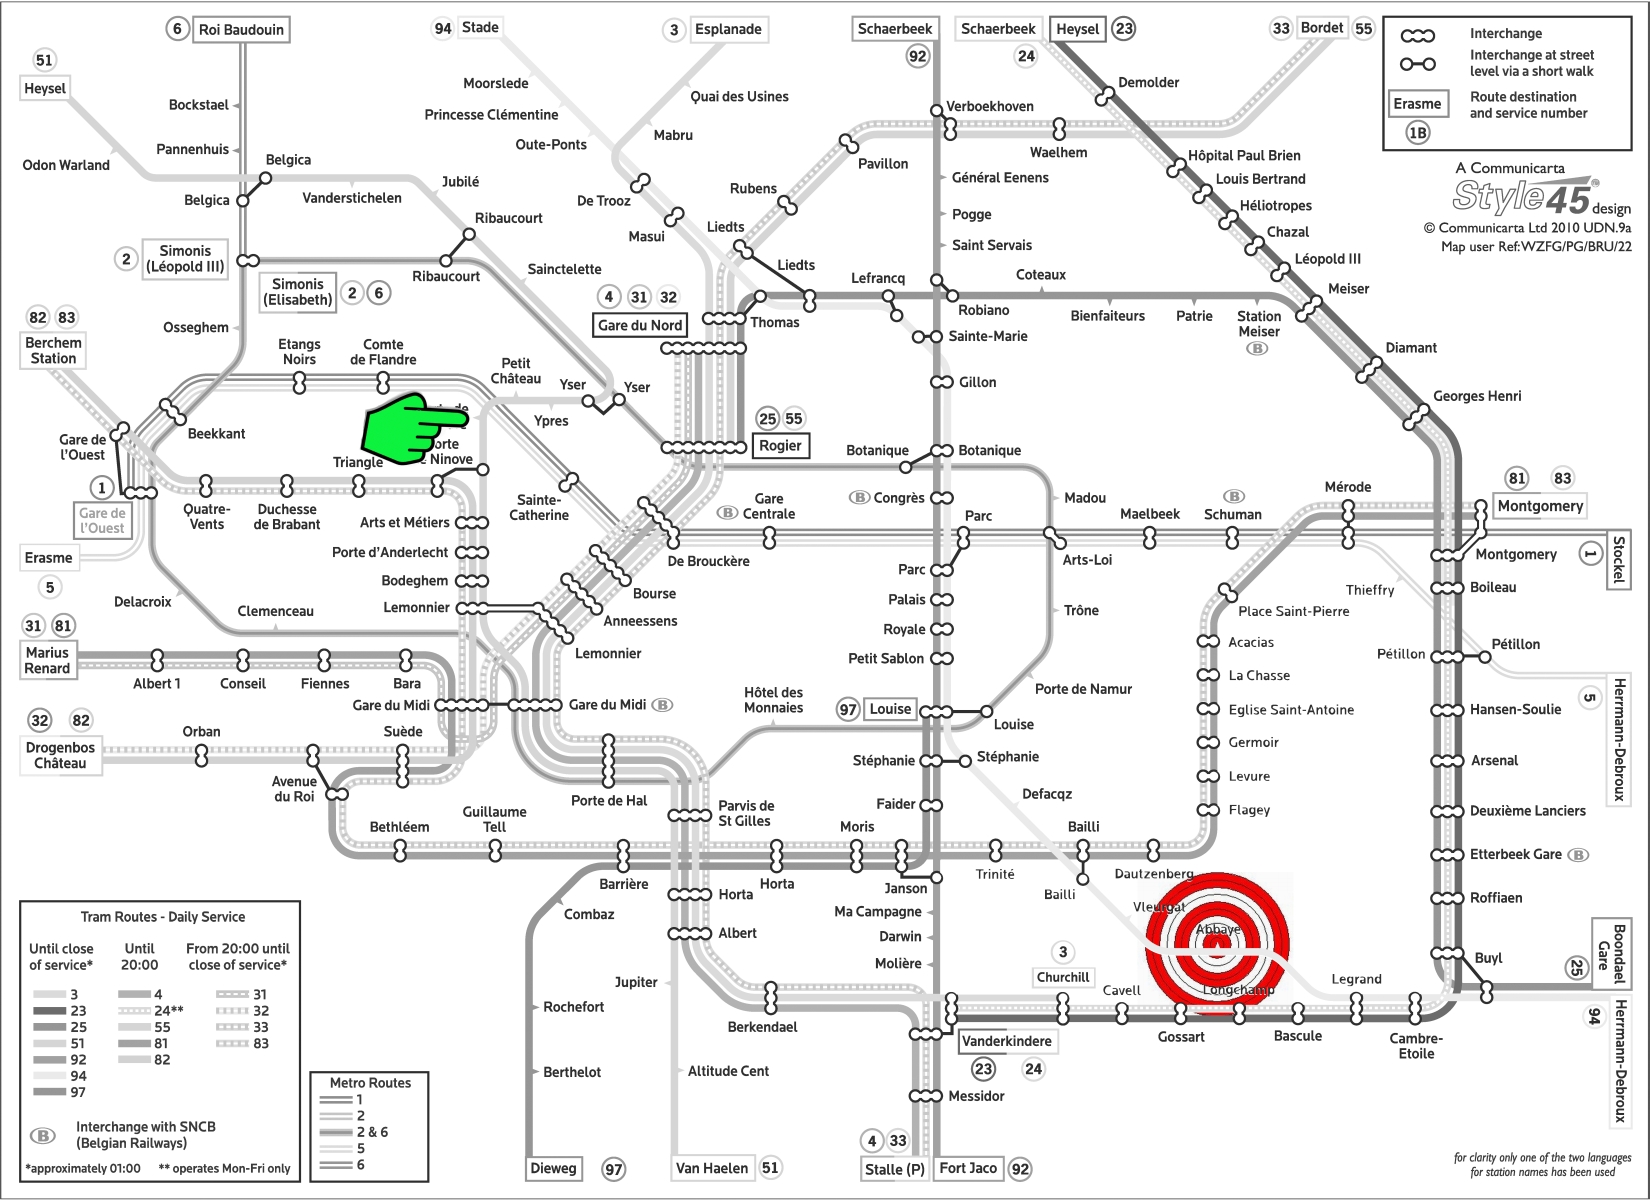 6 Roi Baudouin
94 Stade
3 Esplanade
Schaerbeek
92
Schaerbeek
24
Heysel 23
33 Bordet 55
51
Heysel
Interchange
Interchange at street
level via a short walk
Erasme
1B
Route destination
and service number
A Communicarta
Style45
design
© Communicarta Ltd 2010 UDN.9a
Map user Ref:WZFG/PG/BRU/22
Moorslede
Princesse Clémentine
Oute-Ponts
Quai des Usines
Mabru
De Trooz
Masui
Bockstael
Pannenhuis
Odon Warland
Belgica
Belgica
Vanderstichelen
Jubilé
Ribaucourt
Ribaucourt
Sainctelette
2
Simonis
(Léopold III)
Simonis
(Elisabeth)
2 6
Osseghem
Verboekhoven
Waelhem
Pavillon
Rubens
Liedts
Liedts
Général Eenens
Pogge
Saint Servais
Lefrancq
Robiano
Coteaux
Bienfaiteurs
Patrie
Station
Meiser
B
Demolder
Hôpital Paul Brien
Louis Bertrand
Héliotropes
Chazal
Léopold III
Meiser
Diamant
Georges Henri
4 31 32
Gare du Nord
Thomas
Sainte-Marie
Gillon
82 83
Berchem
Station
Etangs
Noirs
Comte
de Flandre
Petit
Château
Yser
Yser
Ypres
25 55
Rogier
Gare de
l'Ouest
Beekkant
1
Gare de
l'Ouest
Erasme
5
Quatre-
Vents
Duchesse
de Brabant
Triangle
Ninove
Arts et Métiers
Porte d'Anderlecht
Bodeghem
Lemonnier
Sainte-
Catherine
De Brouckère
Bourse
Anneessens
Lemonnier
B
Gare
Centrale
Botanique
Botanique
B Congrès
Parc
Parc
Palais
Royale
Petit Sablon
Madou
Arts-Loi
Trône
Porte de Namur
Maelbeek
B
Schuman
Mérode
81 83
Montgomery
Montgomery
1
Stockel
Boileau
Thieffry
Pétillon
Pétillon
5
Herrmann-Debroux
Place Saint-Pierre
Acacias
La Chasse
Eglise Saint-Antoine
Germoir
Levure
Flagey
Hansen-Soulie
Arsenal
Deuxième Lanciers
Etterbeek Gare B
Roffiaen
Buyl
25
Boondael
Gare
94
Herrmann-Debroux
Delacroix
Clemenceau
31 81
Marius
Renard
Albert 1
Conseil
Fiennes
Bara
Gare du Midi
Gare du Midi B
32 82
Drogenbos
Château
Orban
Suède
Avenue
du Roi
Porte de Hal
Hôtel des
Monnaies
97 Louise
Louise
Stéphanie
Stéphanie
Faider
Defacqz
Bethléem
Guillaume
Tell
Barrière
Parvis de
St Gilles
Horta
Horta
Moris
Janson
Trinité
Bailli
Bailli
Dautzenberg
Vleurgat
Abbaye
Longchamp
Legrand
Combaz
Albert
Jupiter
Berkendael
Ma Campagne
Darwin
Molière
3
Churchill
Cavell
Gossart
Bascule
Cambre-
Etoile
Vanderkindere
23 24
Messidor
Rochefort
Berthelot
Altitude Cent
Dieweg 97
Van Haelen 51
4 33
Stalle (P)
Fort Jaco 92
Tram Routes - Daily Service
Until close
of service*
Until
20:00
From 20:00 until
close of service*
3 4 31
23 24** 32
25 55 33
51 81 83
92 82
94
97
B Interchange with SNCB
(Belgian Railways)
*approximately 01:00 ** operates Mon-Fri only
Metro Routes
1
2
2 & 6
5
6
for clarity only one of the two languages
for station names has been used